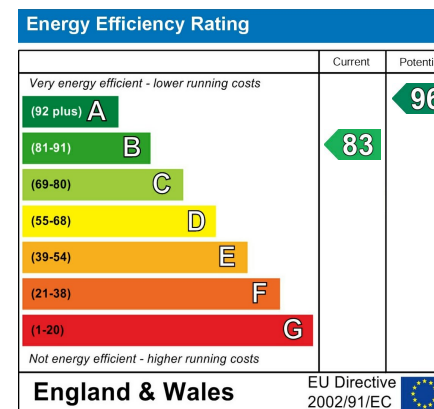 Energy Efficiency Rating
Current Potenti
Very energy efficient - lower running costs
(92 plus) A 96
(81-91) B 83
(69-80) C
(55-68) D
(39-54) E
(21-38) F
(1-20) G
Not energy efficient - higher running costs
England & Wales
EU Directive
2002/91/EC